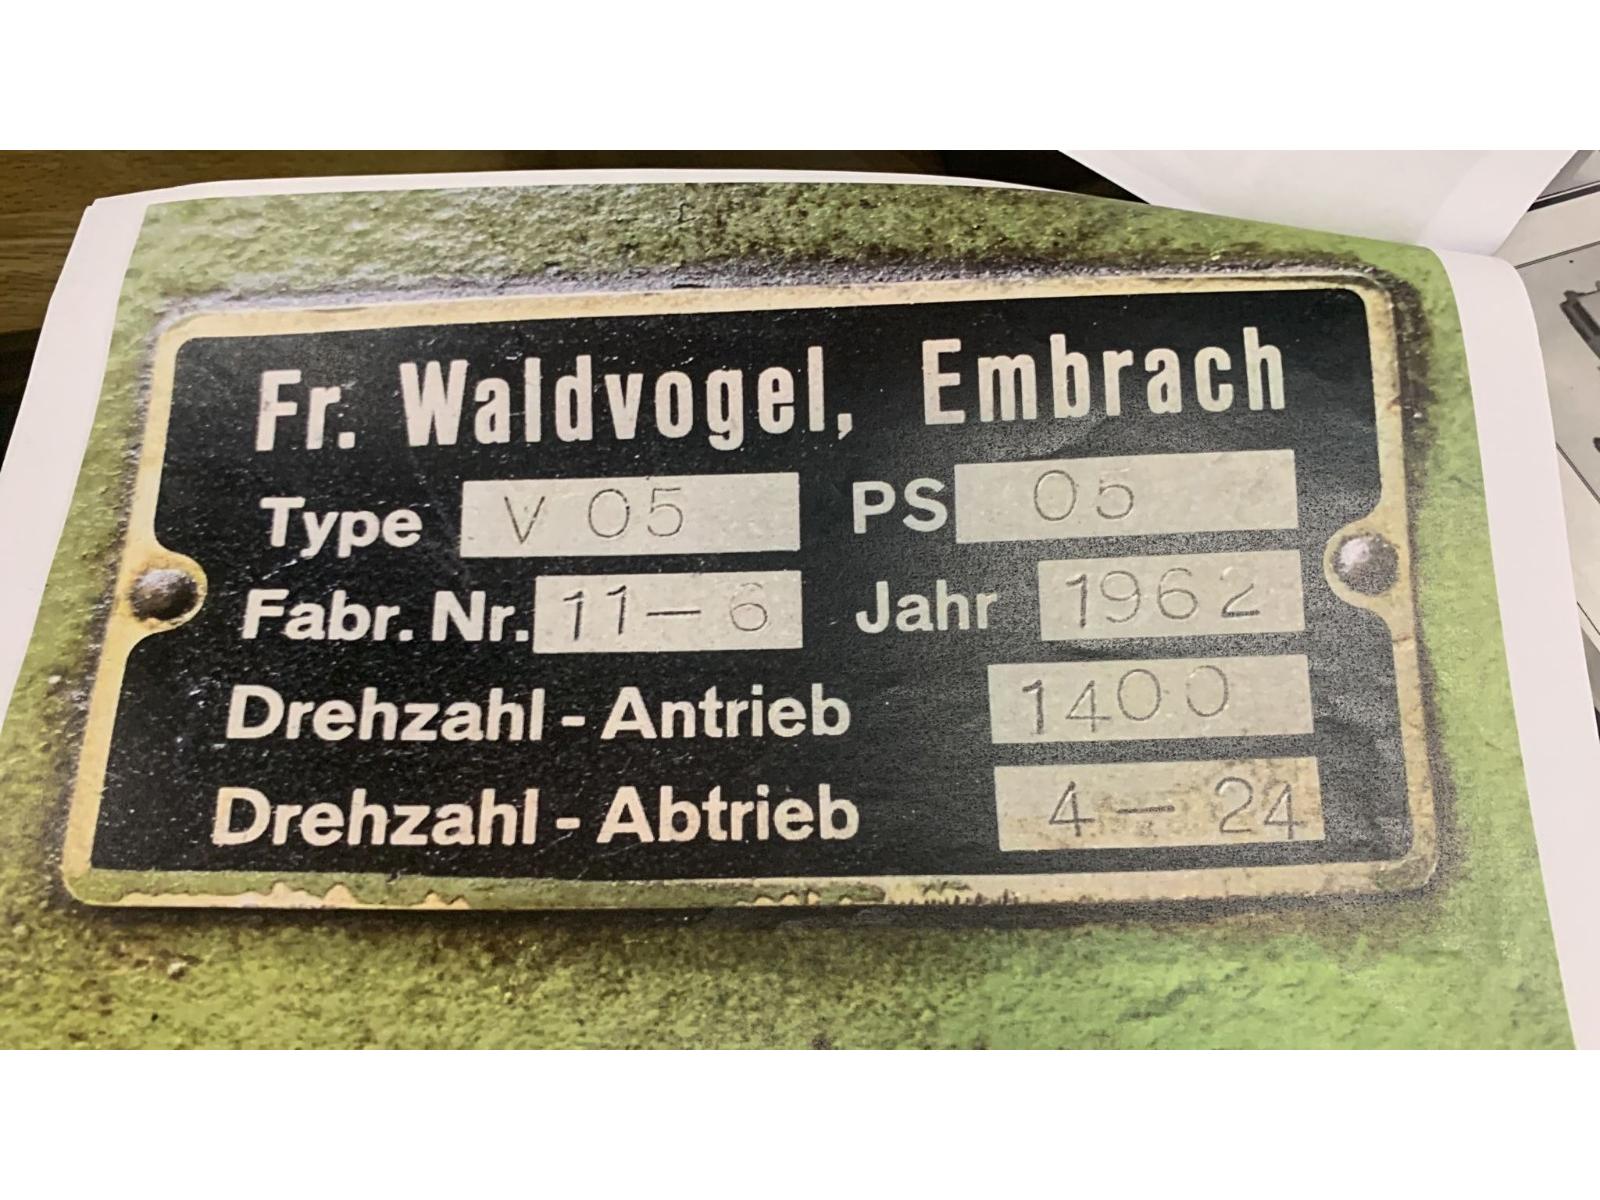 Fr. Waldvogel, Embrach
Type V 05 PS 05
Fabr. Nr. 11-6 Jahr 1962
Drehzahl - Antrieb 1400
Drehzahl - Abtrieb 4 - 24